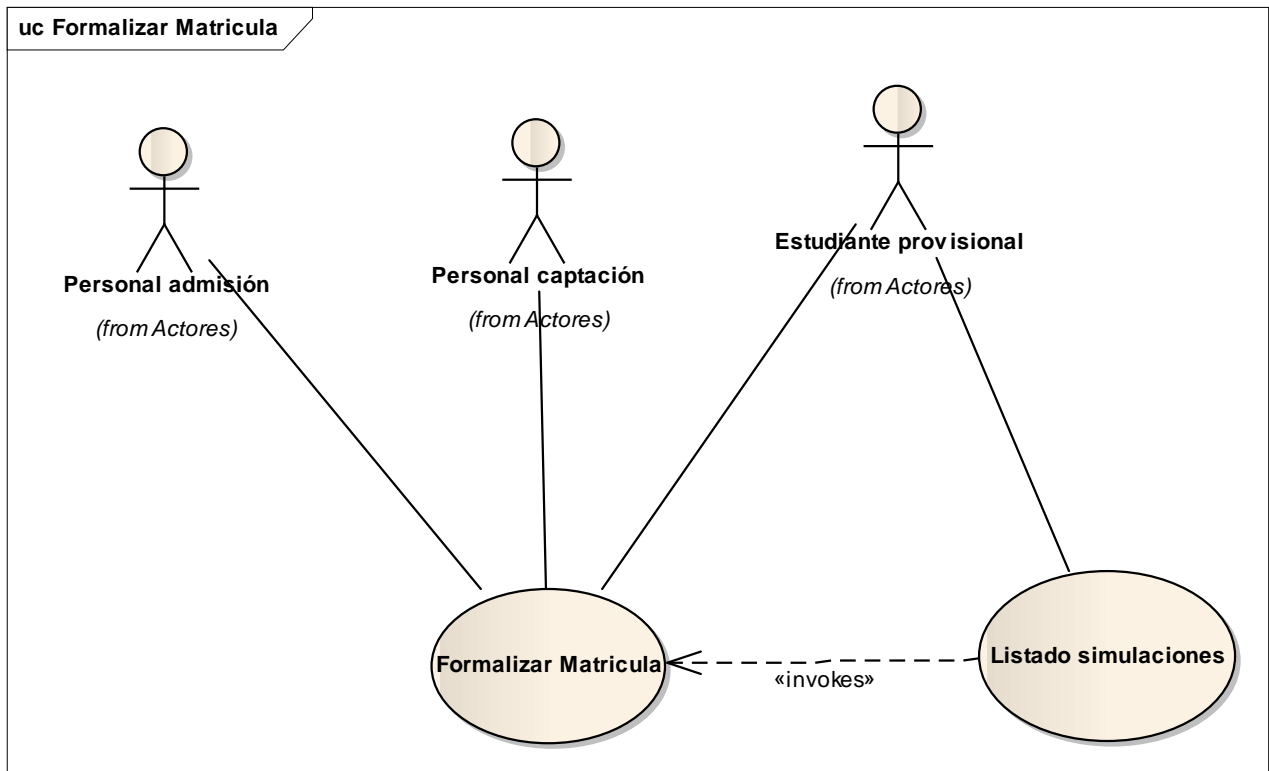 uc Formalizar Matricula
Personal admisión
(from Actores)
Personal captación
(from Actores)
Estudiante provisional
(from Actores)
Formalizar Matricula
«invokes»
Listado simulaciones